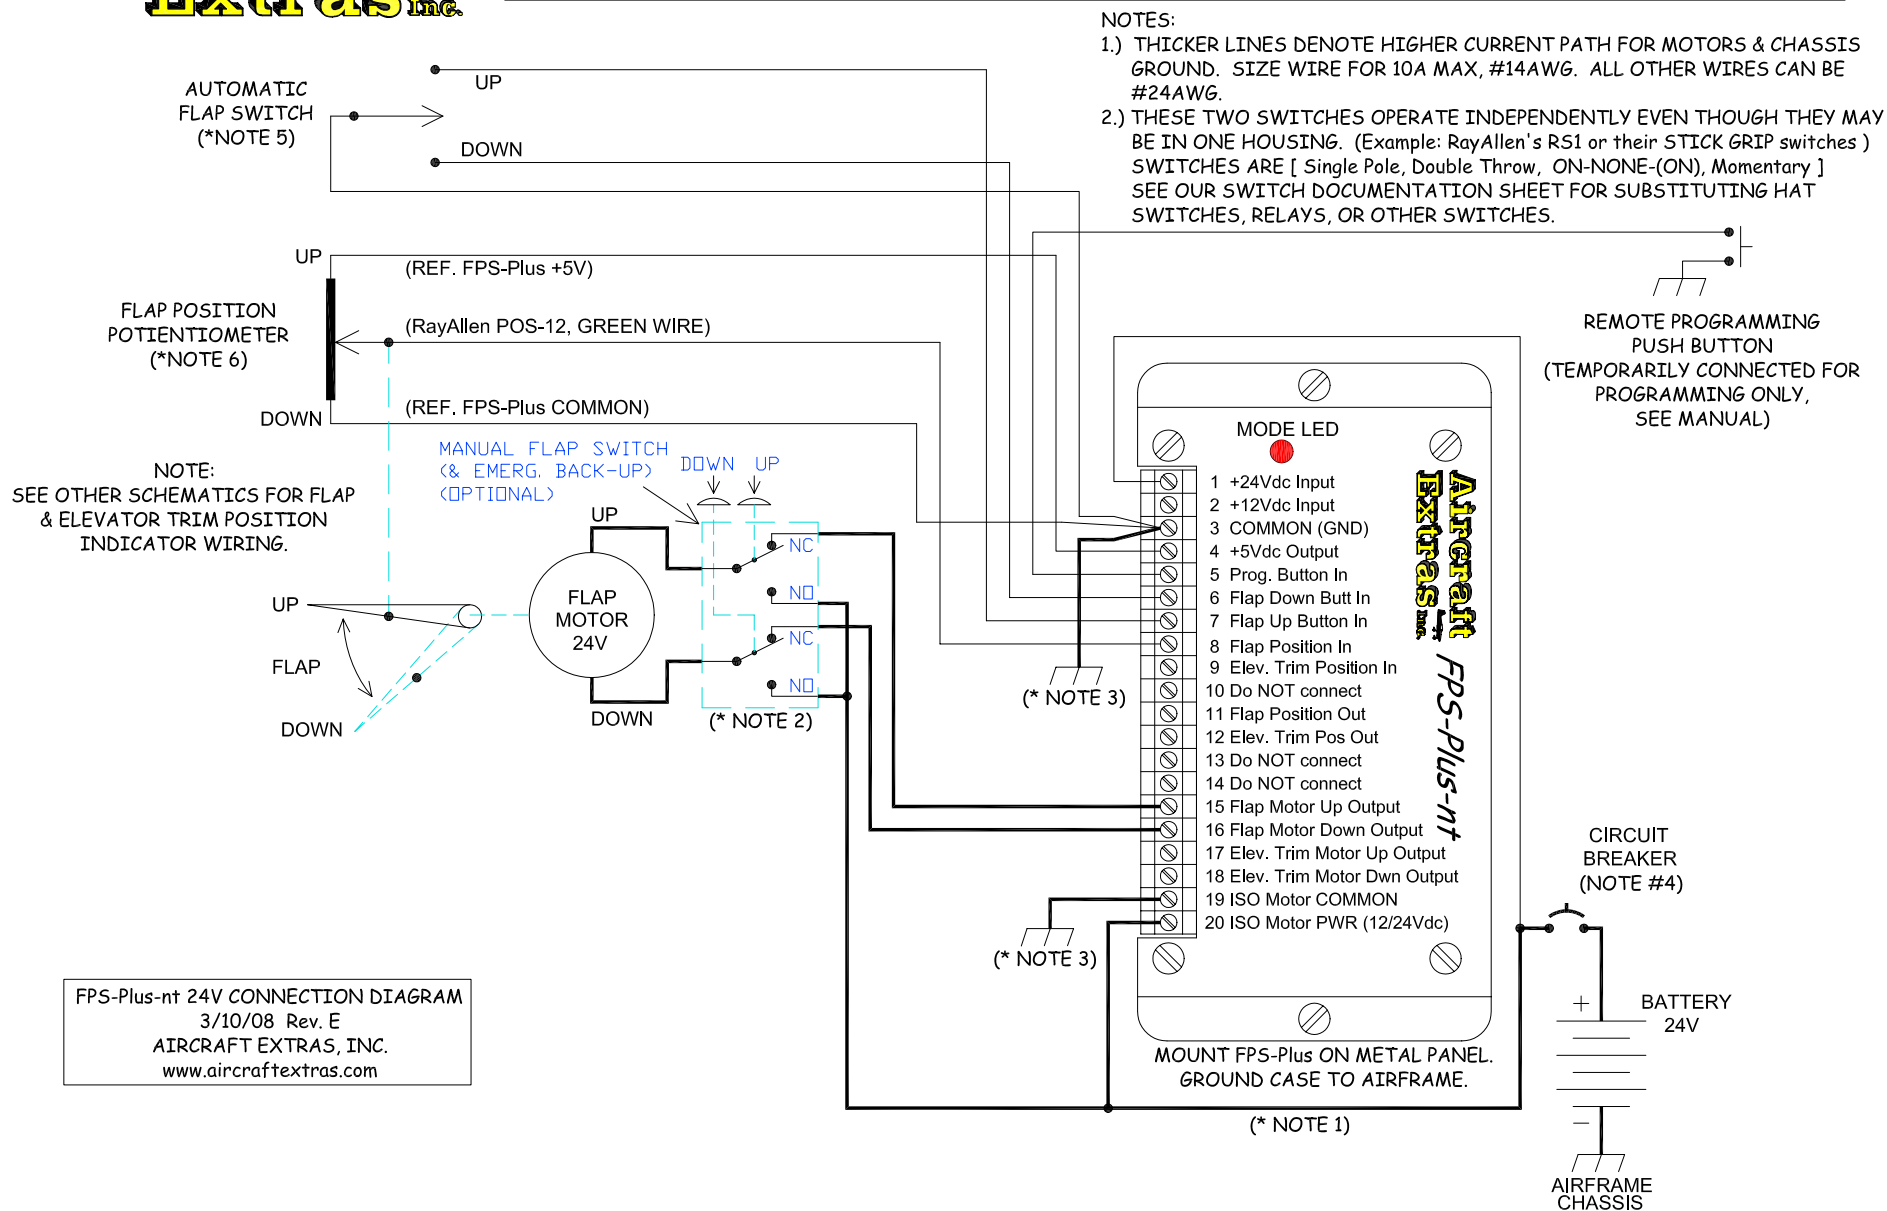 Extras Inc.
NOTES:
1.) THICKER LINES DENOTE HIGHER CURRENT PATH FOR MOTORS & CHASSIS
GROUND. SIZE WIRE FOR 10A MAX, #14AWG. ALL OTHER WIRES CAN BE
#24AWG.
2.) THESE TWO SWITCHES OPERATE INDEPENDENTLY EVEN THOUGH THEY MAY
BE IN ONE HOUSING. (Example: RayAllen's RS1 or their STICK GRIP switches )
SWITCHES ARE [ Single Pole, Double Throw, ON-NONE-(ON), Momentary ]
SEE OUR SWITCH DOCUMENTATION SHEET FOR SUBSTITUTING HAT
SWITCHES, RELAYS, OR OTHER SWITCHES.
AUTOMATIC
FLAP SWITCH
(*NOTE 5)
UP
DOWN
UP
(REF. FPS-Plus +5V)
FLAP POSITION
POTIENTIOMETER
(*NOTE 6)
(RayAllen POS-12, GREEN WIRE)
DOWN
(REF. FPS-Plus COMMON)
REMOTE PROGRAMMING
PUSH BUTTON
(TEMPORARILY CONNECTED FOR
PROGRAMMING ONLY,
SEE MANUAL)
MANUAL FLAP SWITCH
(& EMERG. BACK-UP)
(OPTIONAL)
DOWN
UP
NOTE:
SEE OTHER SCHEMATICS FOR FLAP
& ELEVATOR TRIM POSITION
INDICATOR WIRING.
UP
FLAP
DOWN
UP
FLAP
MOTOR
24V
DOWN
NC
NO
NC
NO
(* NOTE 2)
(* NOTE 3)
MODE LED
1 +24Vdc Input
2 +12Vdc Input
3 COMMON (GND)
4 +5Vdc Output
5 Prog. Button In
6 Flap Down Butt In
7 Flap Up Button In
8 Flap Position In
9 Elev. Trim Position In
10 Do NOT connect
11 Flap Position Out
12 Elev. Trim Pos Out
13 Do NOT connect
14 Do NOT connect
15 Flap Motor Up Output
16 Flap Motor Down Output
17 Elev. Trim Motor Up Output
18 Elev. Trim Motor Dwn Output
19 ISO Motor COMMON
20 ISO Motor PWR (12/24Vdc)
Aircraft
Extras Inc.
FPS-Plus-nt
(* NOTE 3)
CIRCUIT
BREAKER
(NOTE #4)
+
BATTERY
24V
–
AIRFRAME
CHASSIS
MOUNT FPS-Plus ON METAL PANEL.
GROUND CASE TO AIRFRAME.
(* NOTE 1)
FPS-Plus-nt 24V CONNECTION DIAGRAM
3/10/08 Rev. E
AIRCRAFT EXTRAS, INC.
www.aircraftextras.com